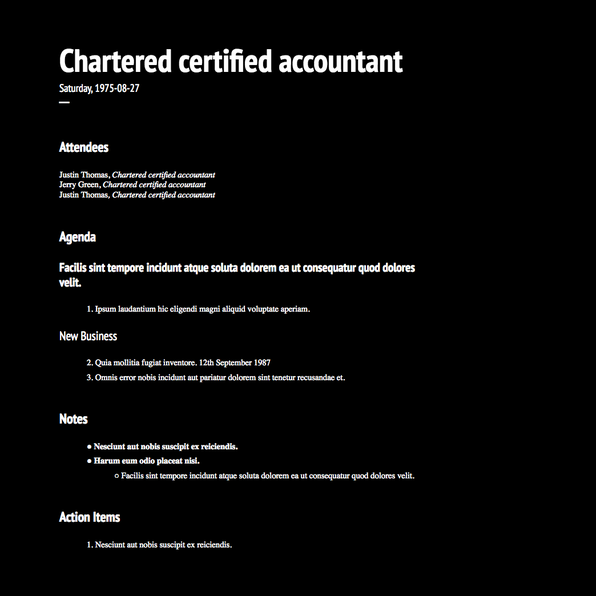 Chartered certified accountant
Saturday, 1975-08-27
—
Attendees
Justin Thomas, Chartered certified accountant
Jerry Green, Chartered certified accountant
Justin Thomas, Chartered certified accountant
Agenda
Facilis sint tempore incidunt atque soluta dolorem ea ut consequatur quod dolores
velit.
1. Ipsum laudantium hic eligendi magni aliquid voluptate aperiam.
New Business
2. Quia mollitia fugiat inventore. 12th September 1987
3. Omnis error nobis incidunt aut pariatur dolorem sint tenetur recusandae et.
Notes
● Nesciunt aut nobis suscipit ex reiciendis.
● Harum eum odio placeat nisi.
○ Facilis sint tempore incidunt atque soluta dolorem ea ut consequatur quod dolores velit.
Action Items
1. Nesciunt aut nobis suscipit ex reiciendis.